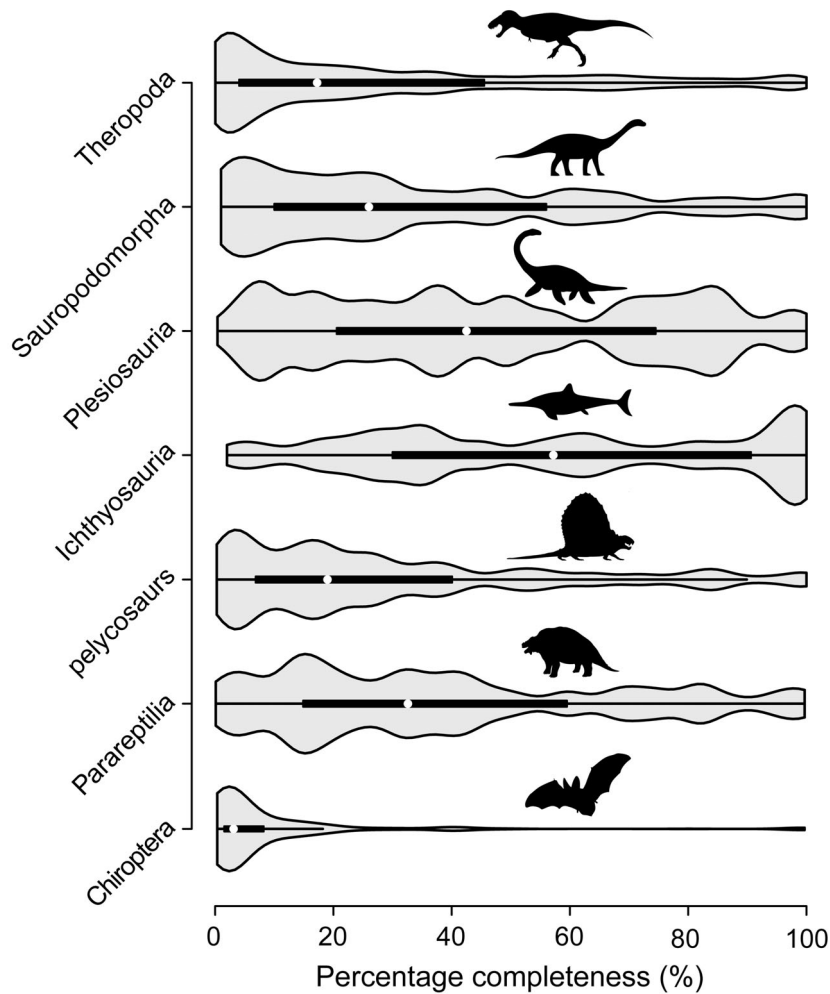 Theropoda
Sauropodomorpha
Plesiosauria
Ichthyosauria
pelycosaurs
Parareptilia
Chiroptera
0 20 40 60 80 100
Percentage completeness (%)